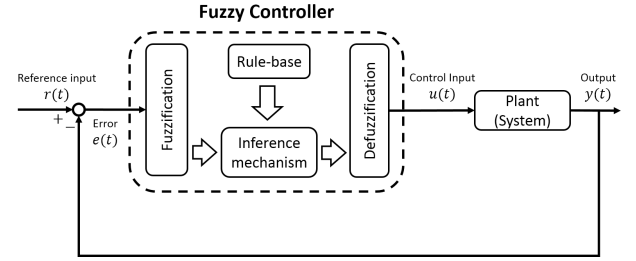 Fuzzy Controller
Reference input
r(t)
+
−
Error
e(t)
Fuzzification
Rule-base
Inference
mechanism
Defuzzification
Control Input
u(t)
Plant
(System)
Output
y(t)